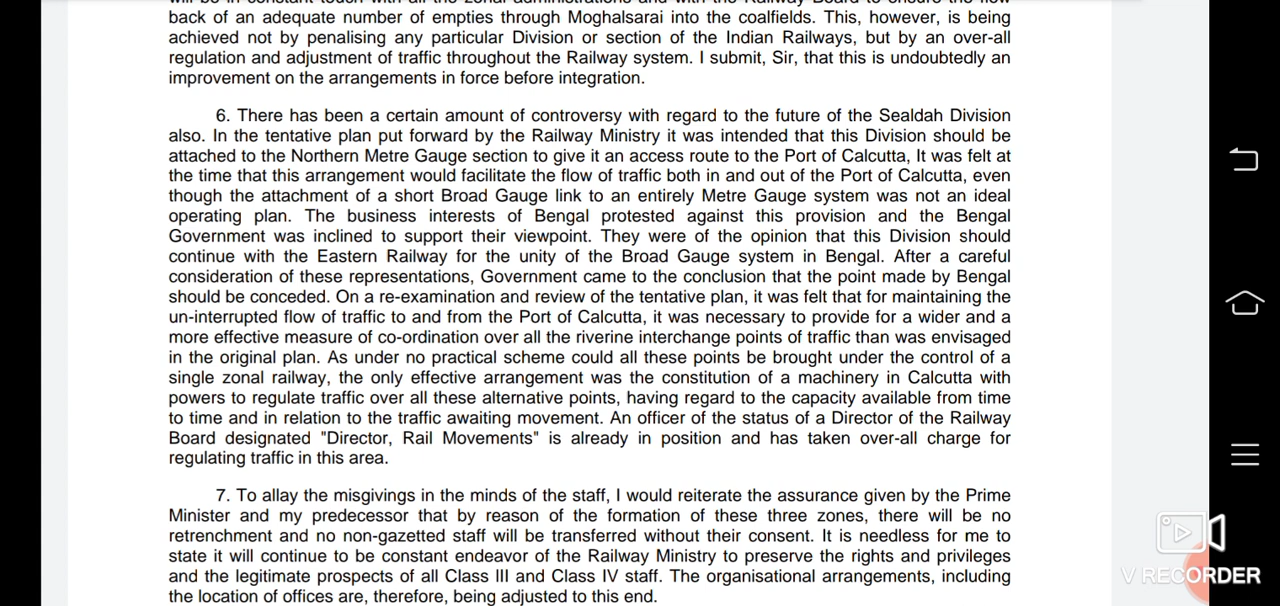 will be in constant touch with all the zonal administrations and with the Railway Board to ensure the flow
back of an adequate number of empties through Moghalsarai into the coalfields. This, however, is being
achieved not by penalising any particular Division or section of the Indian Railways, but by an over-all
regulation and adjustment of traffic throughout the Railway system. I submit, Sir, that this is undoubtedly an
improvement on the arrangements in force before integration.
6. There has been a certain amount of controversy with regard to the future of the Sealdah Division
also. In the tentative plan put forward by the Railway Ministry it was intended that this Division should be
attached to the Northern Metre Gauge section to give it an access route to the Port of Calcutta, It was felt at
the time that this arrangement would facilitate the flow of traffic both in and out of the Port of Calcutta, even
though the attachment of a short Broad Gauge link to an entirely Metre Gauge system was not an ideal
operating plan. The business interests of Bengal protested against this provision and the Bengal
Government was inclined to support their viewpoint. They were of the opinion that this Division should
continue with the Eastern Railway for the unity of the Broad Gauge system in Bengal. After a careful
consideration of these representations, Government came to the conclusion that the point made by Bengal
should be conceded. On a re-examination and review of the tentative plan, it was felt that for maintaining the
un-interrupted flow of traffic to and from the Port of Calcutta, it was necessary to provide for a wider and a
more effective measure of co-ordination over all the riverine interchange points of traffic than was envisaged
in the original plan. As under no practical scheme could all these points be brought under the control of a
single zonal railway, the only effective arrangement was the constitution of a machinery in Calcutta with
powers to regulate traffic over all these alternative points, having regard to the capacity available from time
to time and in relation to the traffic awaiting movement. An officer of the status of a Director of the Railway
Board designated "Director, Rail Movements" is already in position and has taken over-all charge for
regulating traffic in this area.
7. To allay the misgivings in the minds of the staff, I would reiterate the assurance given by the Prime
Minister and my predecessor that by reason of the formation of these three zones, there will be no
retrenchment and no non-gazetted staff will be transferred without their consent. It is needless for me to
state it will continue to be constant endeavor of the Railway Ministry to preserve the rights and privileges
and the legitimate prospects of all Class III and Class IV staff. The organisational arrangements, including
the location of offices are, therefore, being adjusted to this end.
V RECORDER